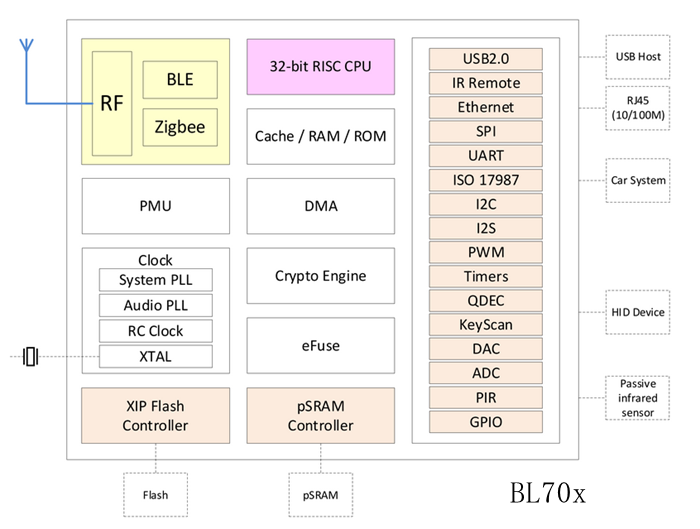 RF
BLE
Zigbee
32-bit RISC CPU
Cache / RAM / ROM
PMU
DMA
Clock
System PLL
Audio PLL
RC Clock
XTAL
Crypto Engine
eFuse
XIP Flash
Controller
pSRAM
Controller
USB2.0
IR Remote
Ethernet
SPI
UART
ISO 17987
I2C
I2S
PWM
Timers
QDEC
KeyScan
DAC
ADC
PIR
GPIO
USB Host
RJ45
(10/100M)
Car System
HID Device
Passive
infrared
sensor
Flash
pSRAM
BL70x